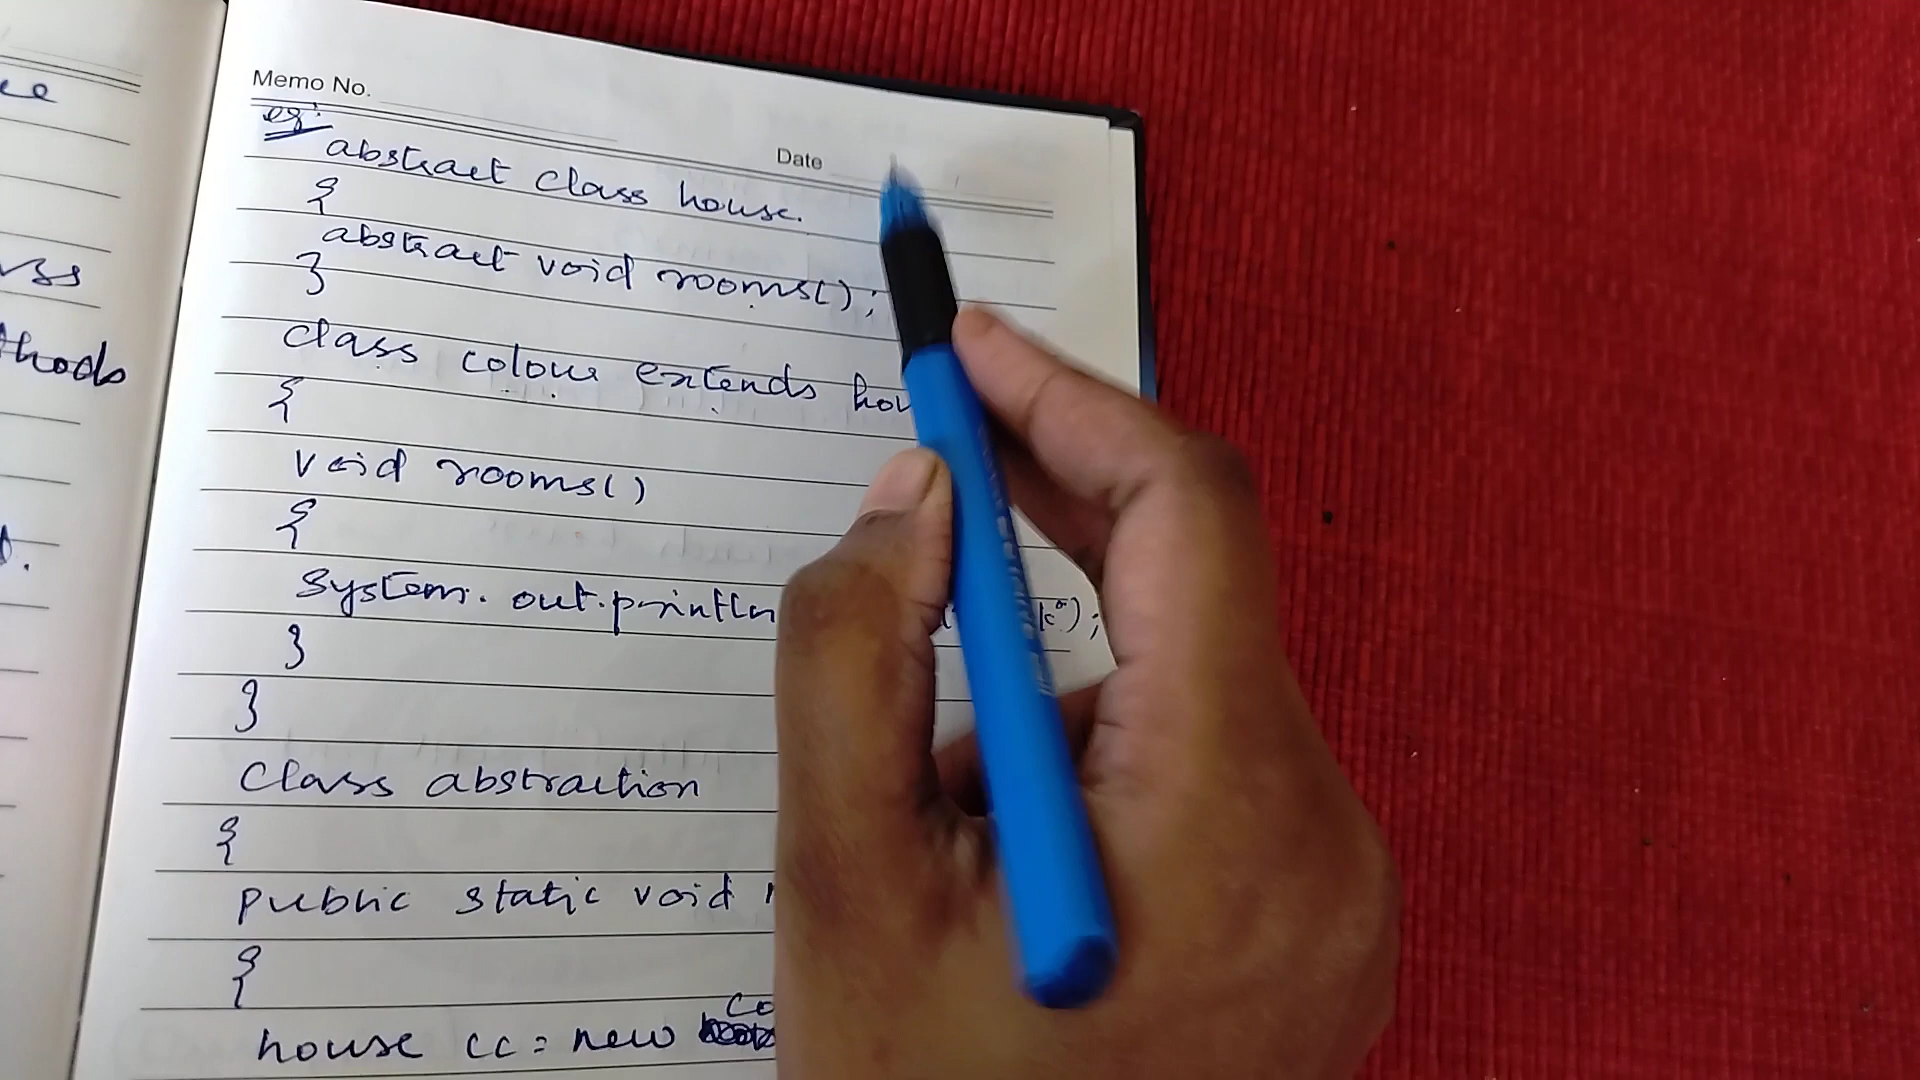 Memo No.
Date
eg:
abstract class house.
{
abstract void rooms();
}
class colour extends
{
void rooms()
{
System.out.println
}
}
class abstraction
{
public static void
{
house cc = new